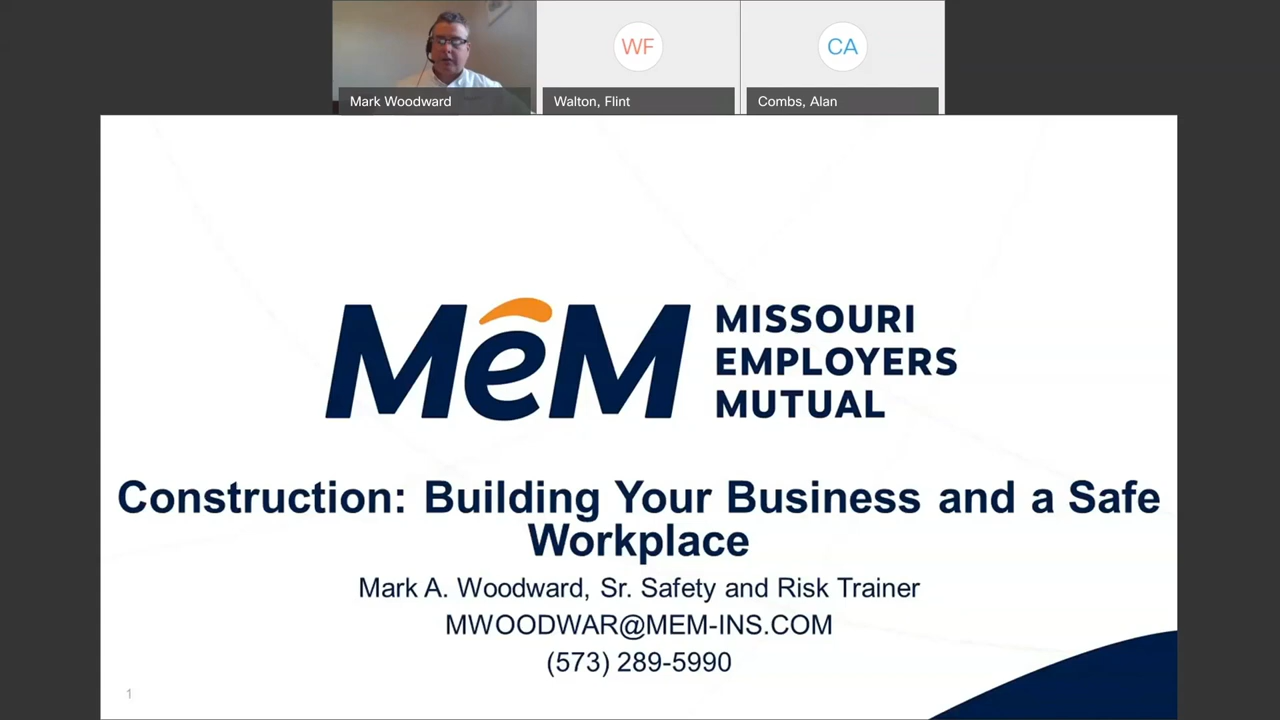 WF
CA
Mark Woodward
Walton, Flint
Combs, Alan
MeM
MISSOURI
EMPLOYERS
MUTUAL
Construction: Building Your Business and a Safe
Workplace
Mark A. Woodward, Sr. Safety and Risk Trainer
MWOODWAR@MEM-INS.COM
(573) 289-5990
1